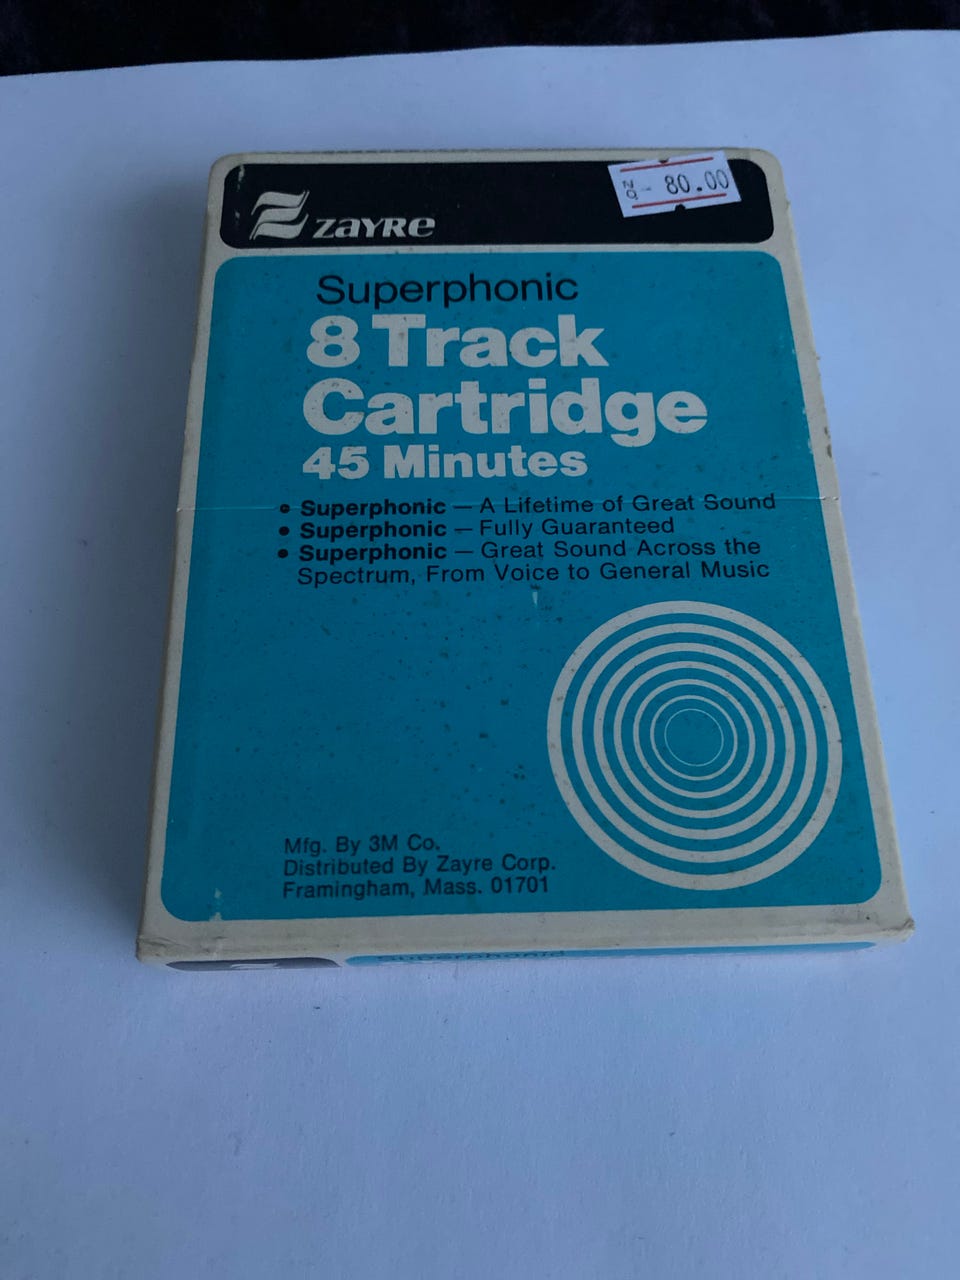 ZAYRE
NO - 80.00
Superphonic
8 Track
Cartridge
45 Minutes
• Superphonic — A Lifetime of Great Sound
• Superphonic — Fully Guaranteed
• Superphonic — Great Sound Across the
Spectrum, From Voice to General Music
Mfg. By 3M Co.
Distributed By Zayre Corp.
Framingham, Mass. 01701
Superphonic